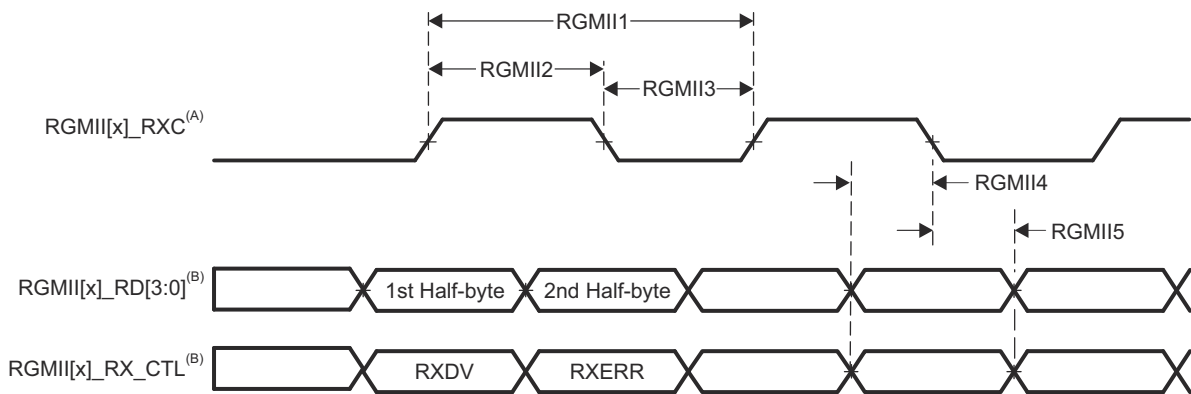 RGMII1
RGMII2
RGMII3
RGMII[x]_RXC(A)
RGMII4
RGMII5
RGMII[x]_RD[3:0](B)
1st Half-byte
2nd Half-byte
RGMII[x]_RX_CTL(B)
RXDV
RXERR